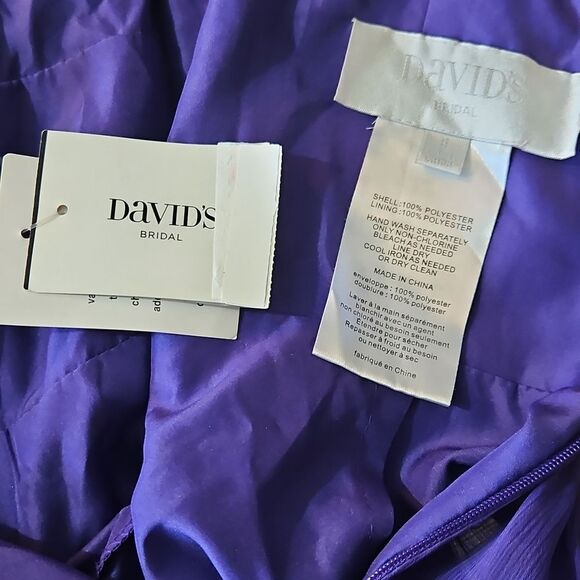 DAVID'S
BRIDAL
DAVID'S
BRIDAL
SHELL:100% POLYESTER
LINING:100% POLYESTER
HAND WASH SEPARATELY
ONLY NON-CHLORINE
BLEACH AS NEEDED
LINE DRY
COOL IRON AS NEEDED
OR DRY CLEAN
MADE IN CHINA
enveloppe : 100% polyester
doublure : 100% polyester
Laver à la main séparément
blanchir avec un agent
non chloré au besoin seulement
Étendre pour sécher
Repasser à froid au besoin
ou nettoyer à sec
fabriqué en Chine